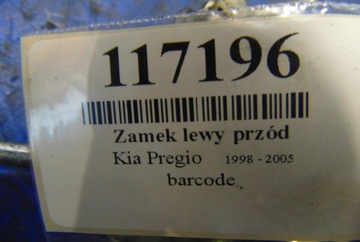 117196
Zamek lewy przód
Kia Pregio 1998 - 2005
barcode